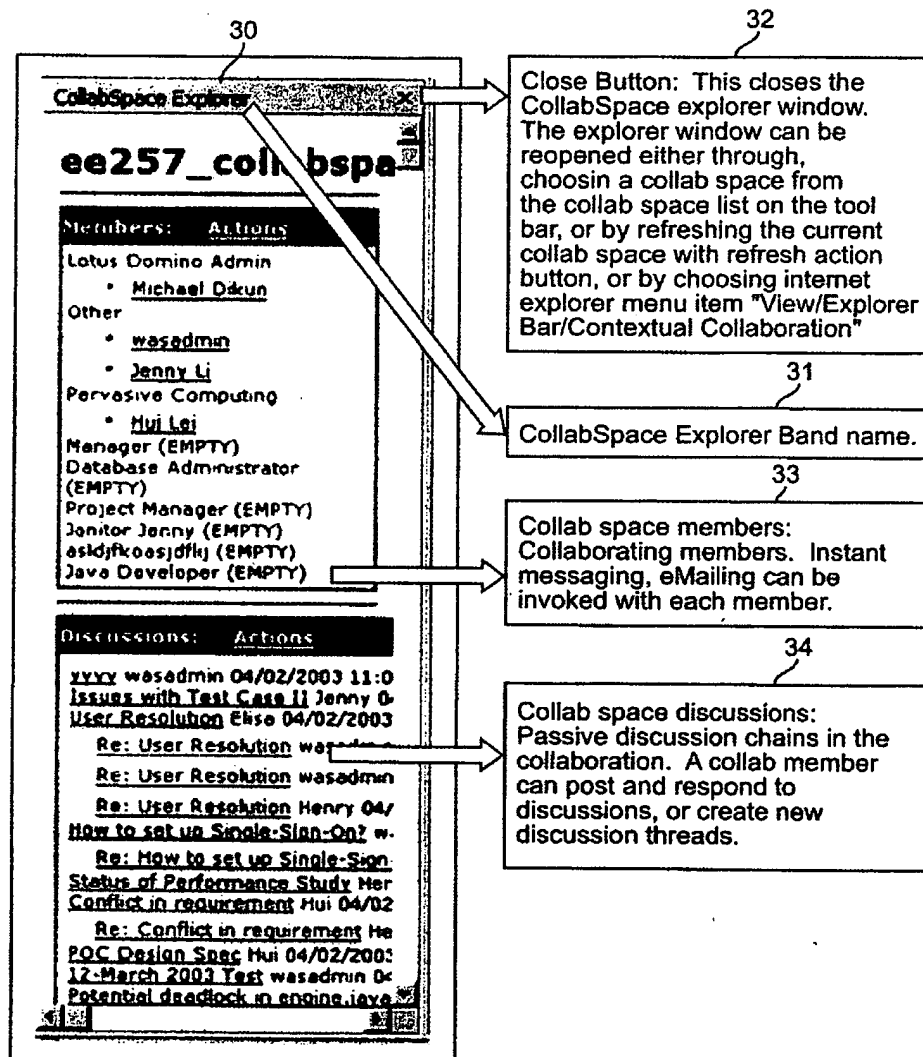 30
CollabSpace Explorer
ee257_collabspa
Members: Actions
Lotus Domino Admin
• Michael Dikun
Other
• wasadmin
• Jenny Li
Pervasive Computing
• Hui Lei
Manager (EMPTY)
Database Administrator
(EMPTY)
Project Manager (EMPTY)
Janitor Jenny (EMPTY)
Java Developer (EMPTY)
Discussions: Actions
yyyy wasadmin 04/02/2003 11:0
Issues with Test Case II Jenny 0
User Resolution Elisa 04/02/2003
Re: User Resolution
Re: User Resolution wasadmin
Re: User Resolution Henry 04/
How to set up Single-Sign-On? w
Re: How to set up Single-Sign
Status of Performance Study Her
Conflict in requirement Hui 04/02
Re: Conflict in requirement He
POC Design Spec Hui 04/02/2003
12-March 2003 Test wasadmin 04
Potential deadlock in engine.java
32
Close Button: This closes the
CollabSpace explorer window.
The explorer window can be
reopened either through,
choosin a collab space from
the collab space list on the tool
bar, or by refreshing the current
collab space with refresh action
button, or by choosing internet
explorer menu item "View/Explorer
Bar/Contextual Collaboration"
31
CollabSpace Explorer Band name.
33
Collab space members:
Collaborating members. Instant
messaging, eMailing can be
invoked with each member.
34
Collab space discussions:
Passive discussion chains in the
collaboration. A collab member
can post and respond to
discussions, or create new
discussion threads.